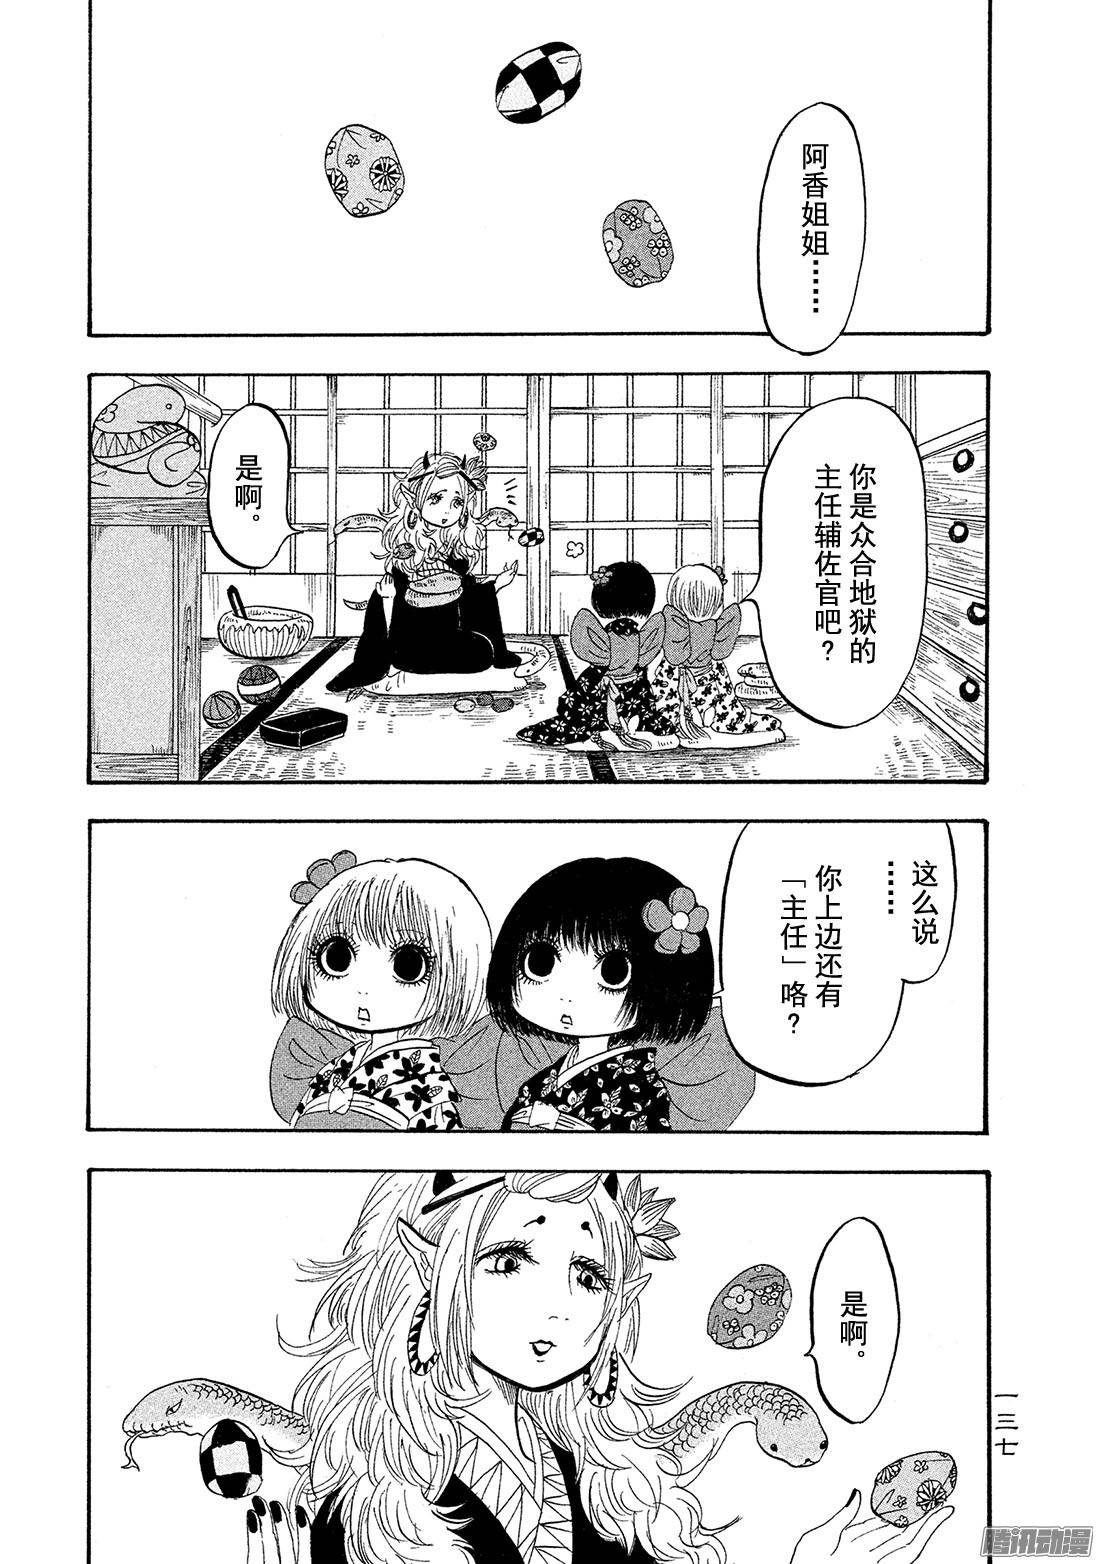 阿香姐姐……
你是众合地狱的
主任辅佐官吧？
是啊。
这么说
……
你上边还有
「主任」咯？
是啊。
一三七
腾讯动漫